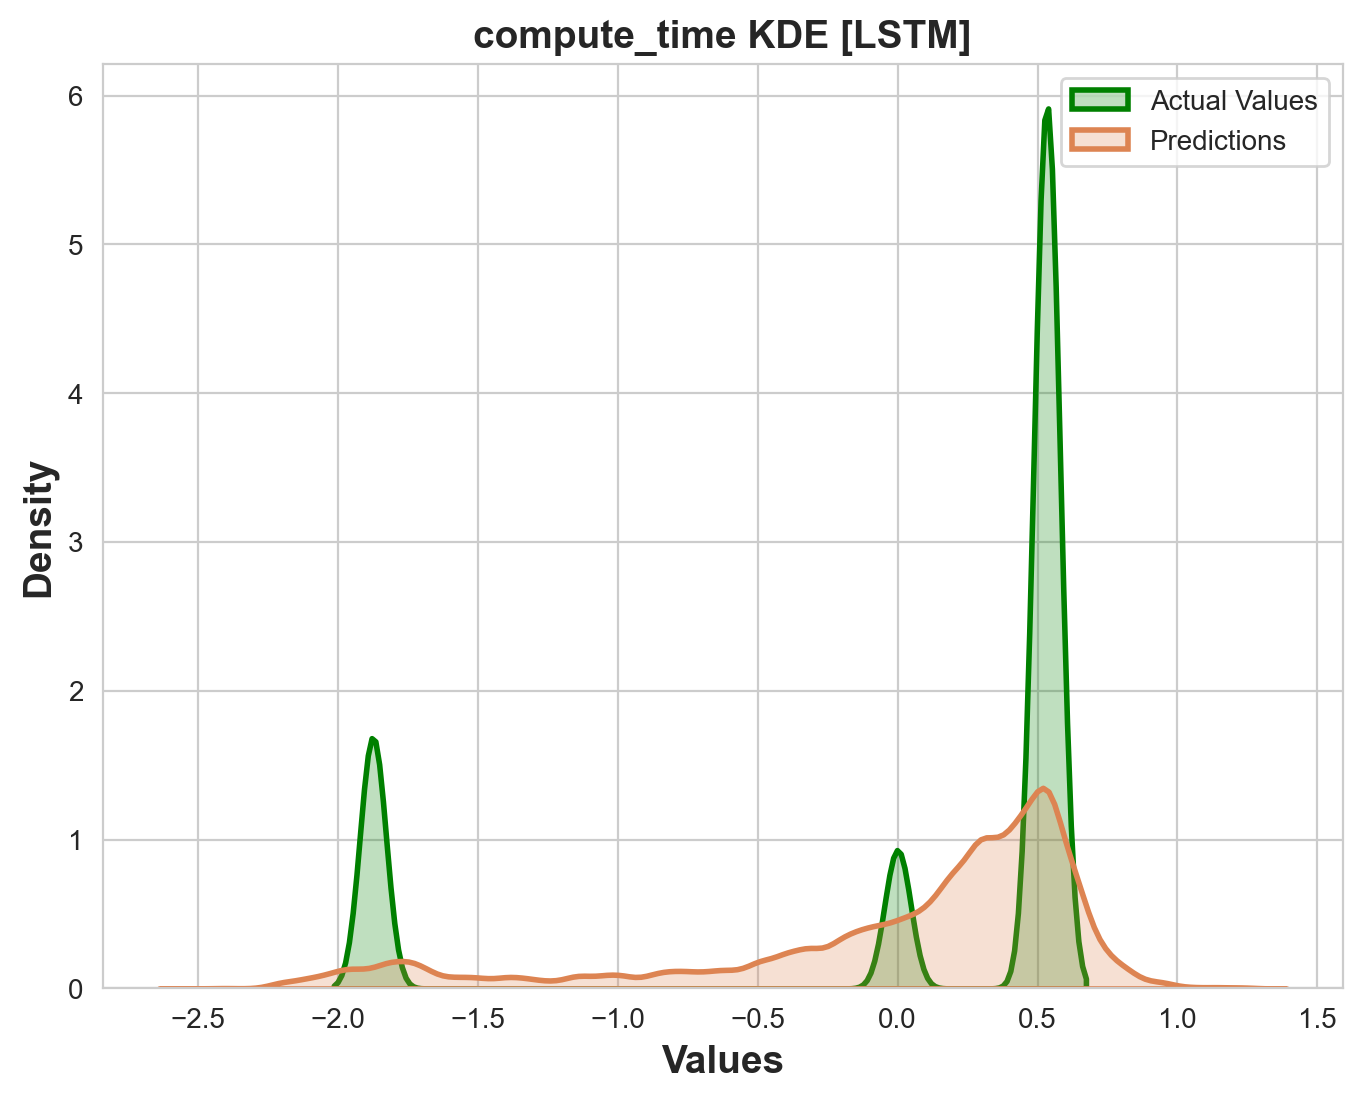 compute_time KDE [LSTM]
Actual Values
Predictions
6
5
4
3
2
1
0
Density
−2.5 −2.0 −1.5 −1.0 −0.5 0.0 0.5 1.0 1.5
Values